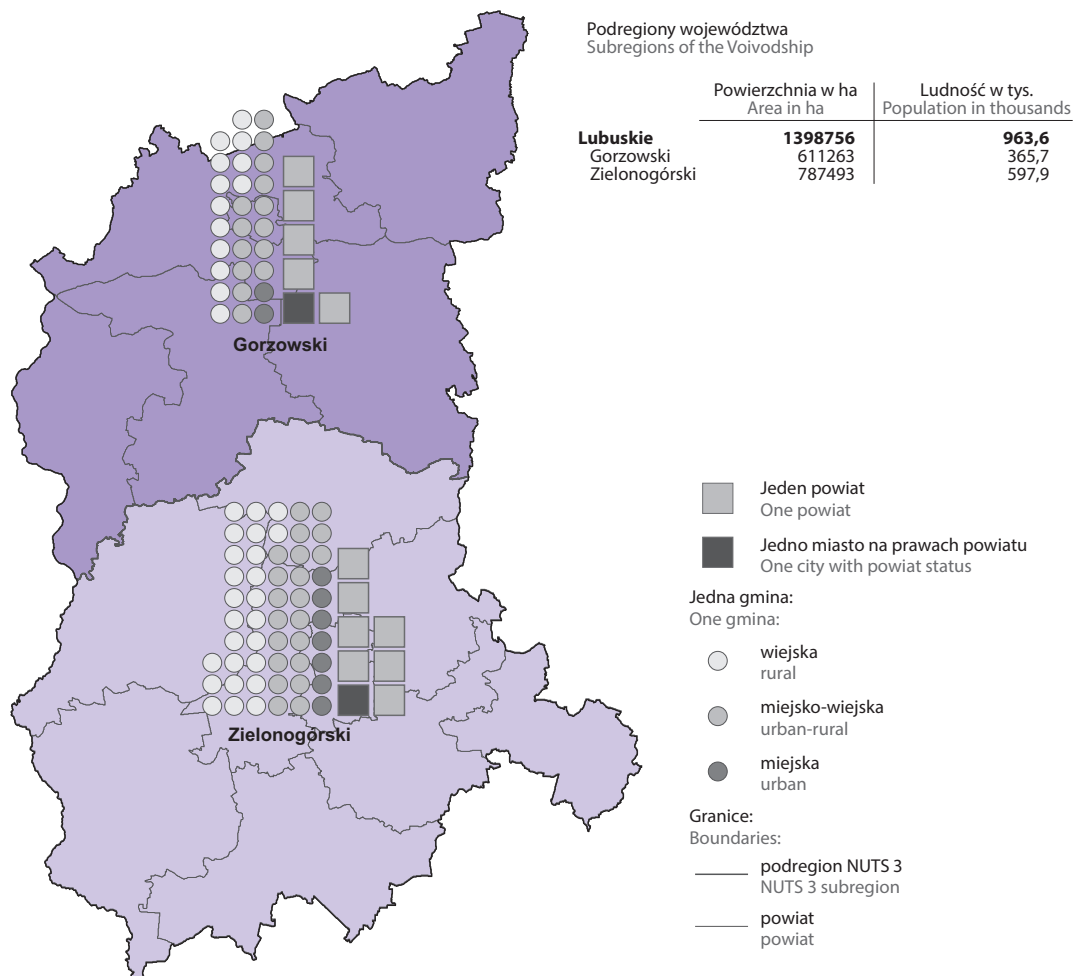 Podregiony województwa
Subregions of the Voivodship
Powierzchnia w ha Ludność w tys.
Area in ha Population in thousands
Lubuskie 1398756 963,6
Gorzowski 611263 365,7
Zielonogórski 787493 597,9
Gorzowski
Zielonogórski
Jeden powiat
One powiat
Jedno miasto na prawach powiatu
One city with powiat status
Jedna gmina:
One gmina:
wiejska
rural
miejsko-wiejska
urban-rural
miejska
urban
Granice:
Boundaries:
podregion NUTS 3
NUTS 3 subregion
powiat
powiat